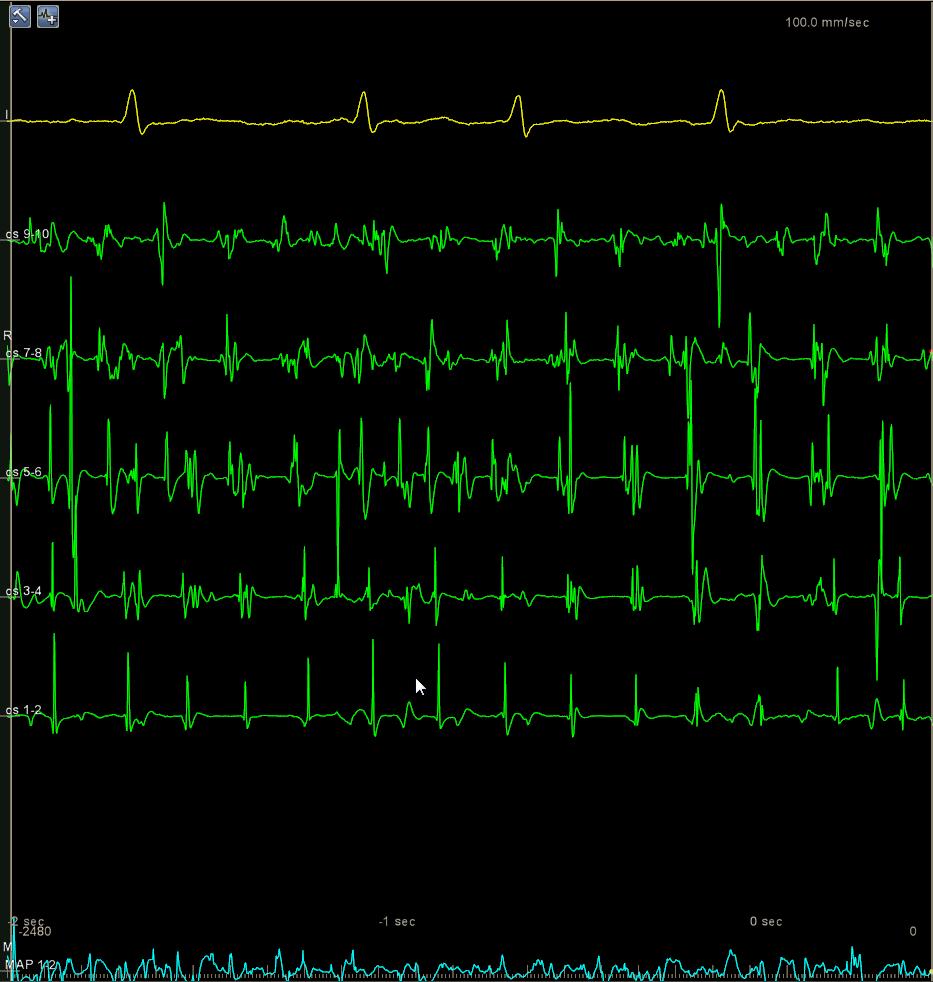 100.0 mm/sec
I
cs 9-10
R
cs 7-8
cs 5-6
cs 3-4
cs 1-2
-2 sec
-1 sec
0 sec
-2480
0
M
MAP 1-2